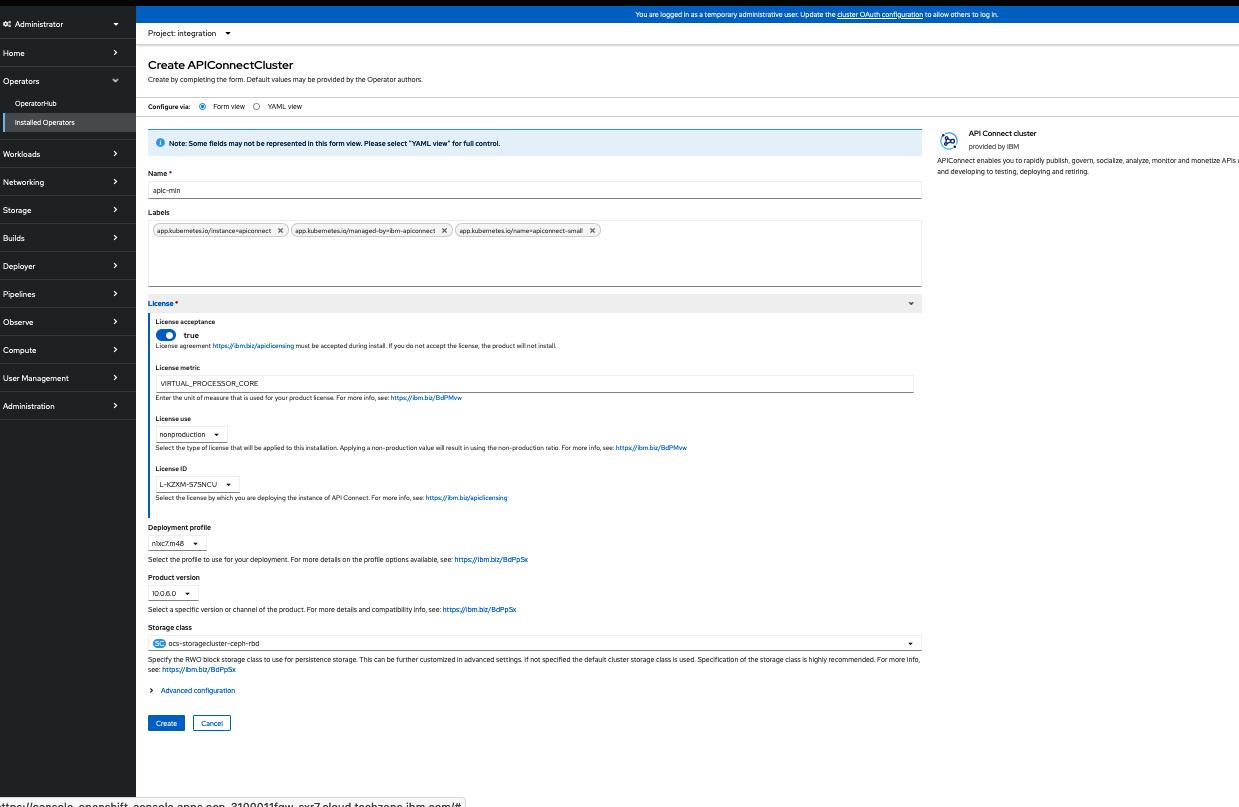 You are logged in as a temporary administrative user. Update the cluster OAuth configuration to allow others to log in.
Administrator
Home
Operators
OperatorHub
Installed Operators
Workloads
Networking
Storage
Builds
Deployer
Pipelines
Observe
Compute
User Management
Administration
Project: integration
Create APIConnectCluster
Create by completing the form. Default values may be provided by the Operator authors.
Configure via: Form view YAML view
Note: Some fields may not be represented in this form view. Please select "YAML view" for full control.
Name *
apic-min
Labels
app.kubernetes.io/instance=apiconnect app.kubernetes.io/managed-by=ibm-apiconnect app.kubernetes.io/name=apiconnect-small
License *
License acceptance
true
License agreement https://ibm.biz/apiclicensing must be accepted during install. If you do not accept the license, the product will not install.
License metric
VIRTUAL_PROCESSOR_CORE
Enter the unit of measure that is used for your product license. For more info, see: https://ibm.biz/BdPMvw
License use
nonproduction
Select the type of license that will be applied to this installation. Applying a non-production value will result in using the non-production ratio. For more info, see: https://ibm.biz/BdPMvw
License ID
L-KZXM-S7SNCU
Select the license by which you are deploying the instance of API Connect. For more info, see: https://ibm.biz/apiclicensing
Deployment profile
n1xc7.m48
Select the profile to use for your deployment. For more details on the profile options available, see: https://ibm.biz/BdPpSx
Product version
10.0.6.0
Select a specific version or channel of the product. For more details and compatibility info, see: https://ibm.biz/BdPpSx
Storage class
SC ocs-storagecluster-ceph-rbd
Specify the RWO block storage class to use for persistence storage. This can be further customized in advanced settings. If not specified the default cluster storage class is used. Specification of the storage class is highly recommended. For more info,
see: https://ibm.biz/BdPpSx
Advanced configuration
Create Cancel
API Connect cluster
provided by IBM
APIConnect enables you to rapidly publish, govern, socialize, analyze, monitor and monetize APIs
and developing to testing, deploying and retiring.